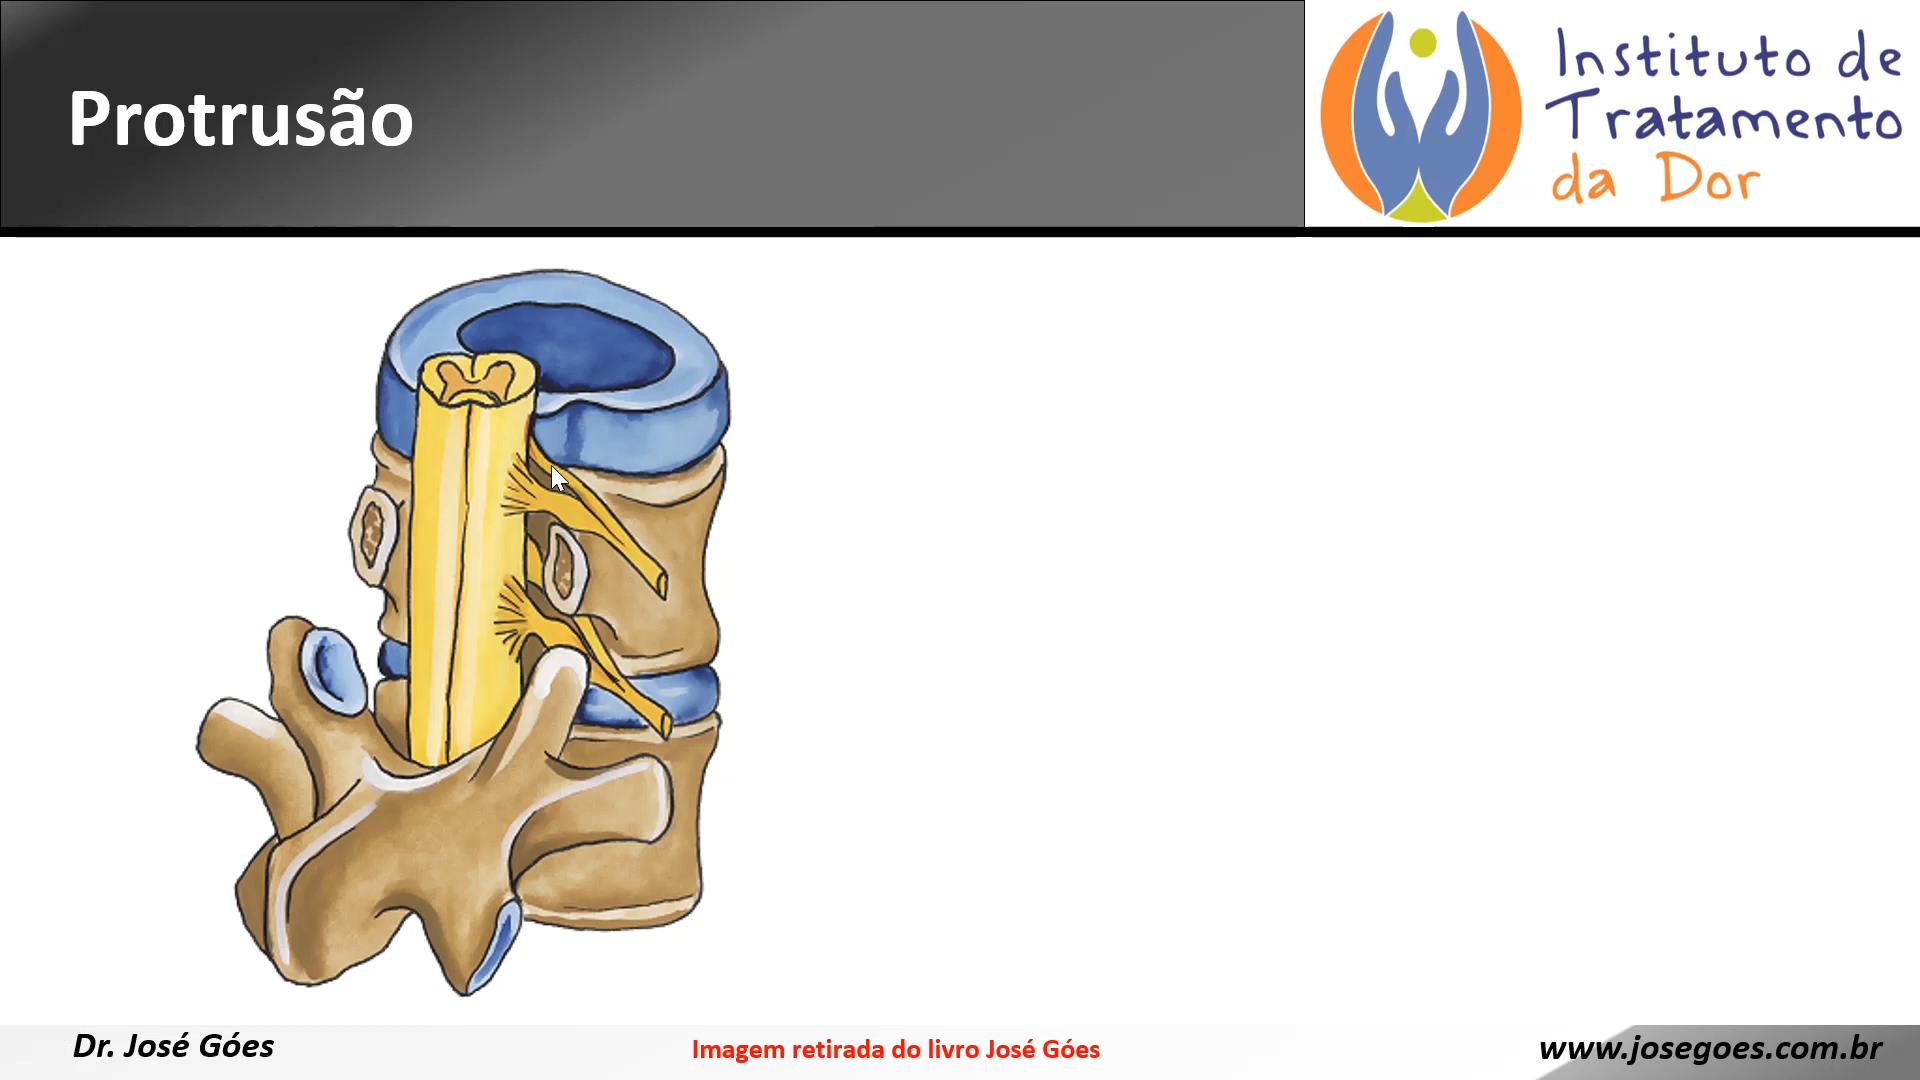 Protrusão
Instituto de
Tratamento
da Dor
Dr. José Góes
Imagem retirada do livro José Góes
www.josegoes.com.br